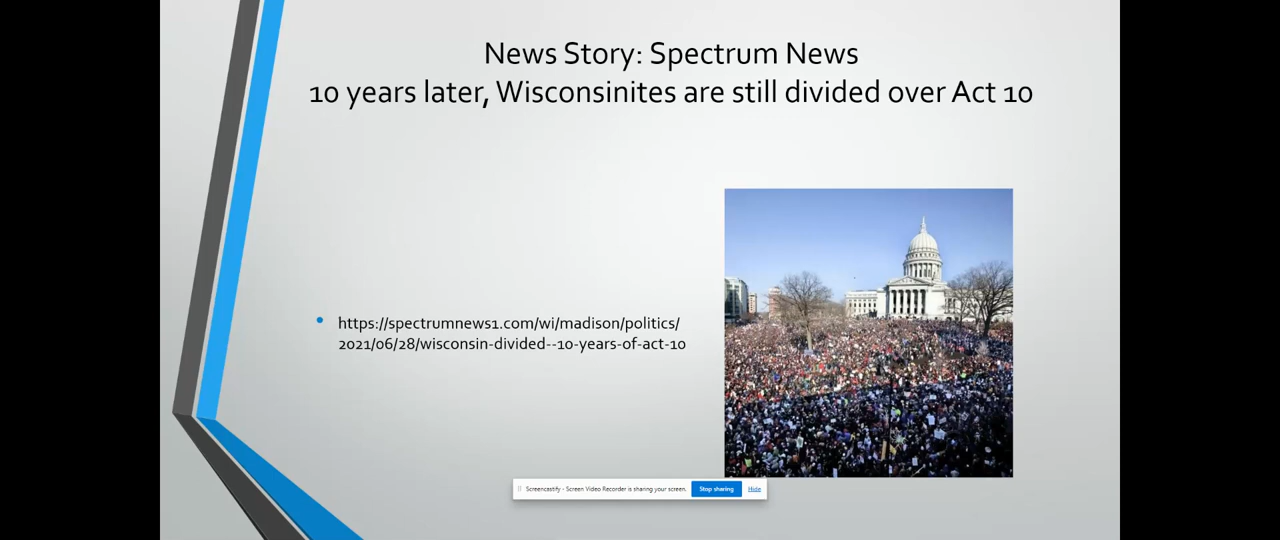 News Story: Spectrum News
10 years later, Wisconsinites are still divided over Act 10
https://spectrumnews1.com/wi/madison/politics/
2021/06/28/wisconsin-divided--10-years-of-act-10
Screencastify - Screen Video Recorder is sharing your screen. Stop sharing Hide